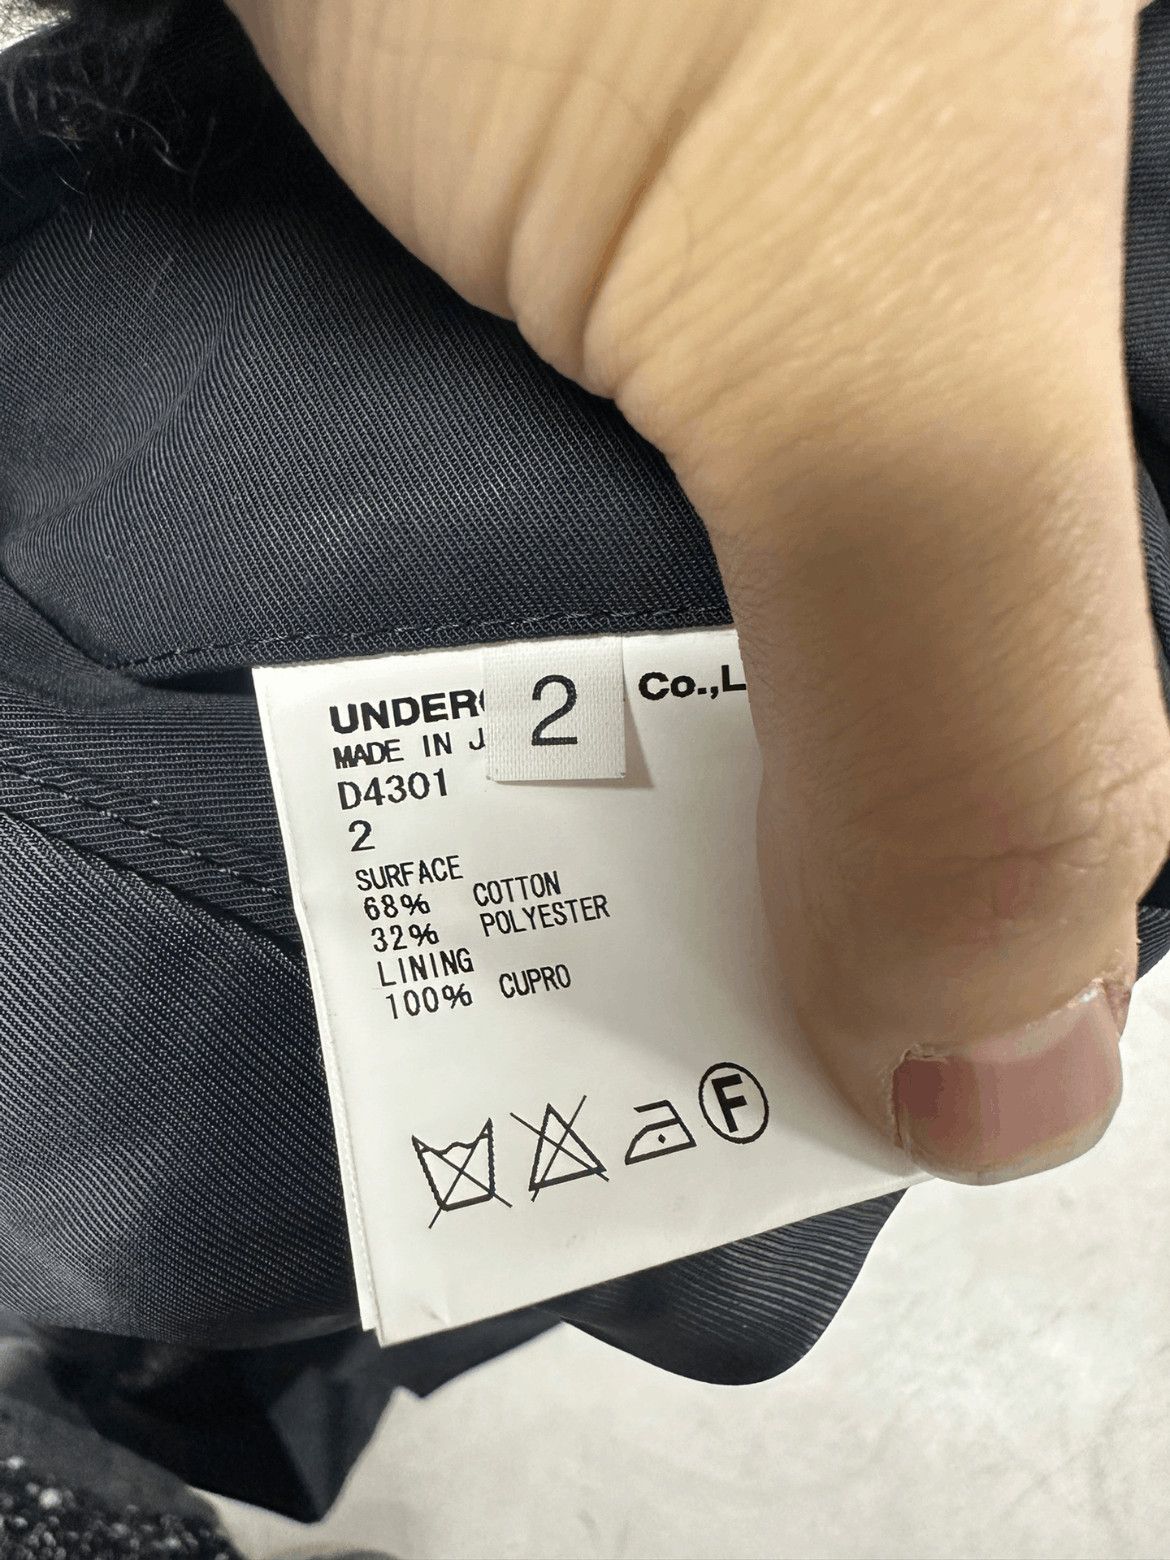 UNDERC Co.,L
2
MADE IN J
D4301
2
SURFACE
68% COTTON
32% POLYESTER
LINING
100% CUPRO
F